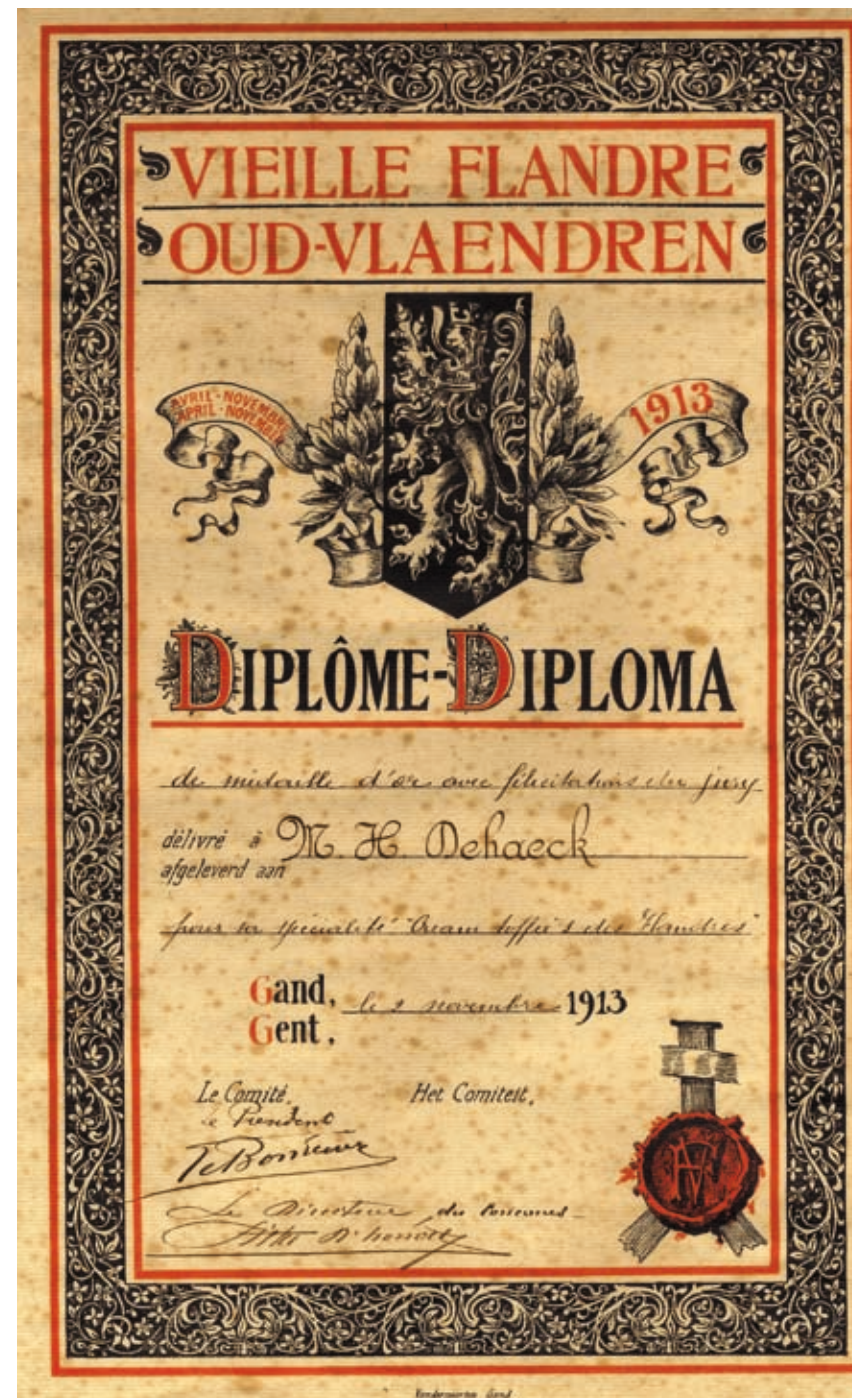 VIEILLE FLANDRE
OUD-VLAENDREN
AVRIL-NOVEMBRE
APRIL-NOVEMBER
1913
DIPLÔME-DIPLOMA
de médaille d'or avec félicitations du jury
délivré à M. H. Dehaeck
afgeleverd aan
pour sa spécialité "Cream toffee's des Flandres"
Gand, le 2 novembre 1913
Gent,
Le Comité, Het Comiteit,
Le Président
Le Directeur du Concours